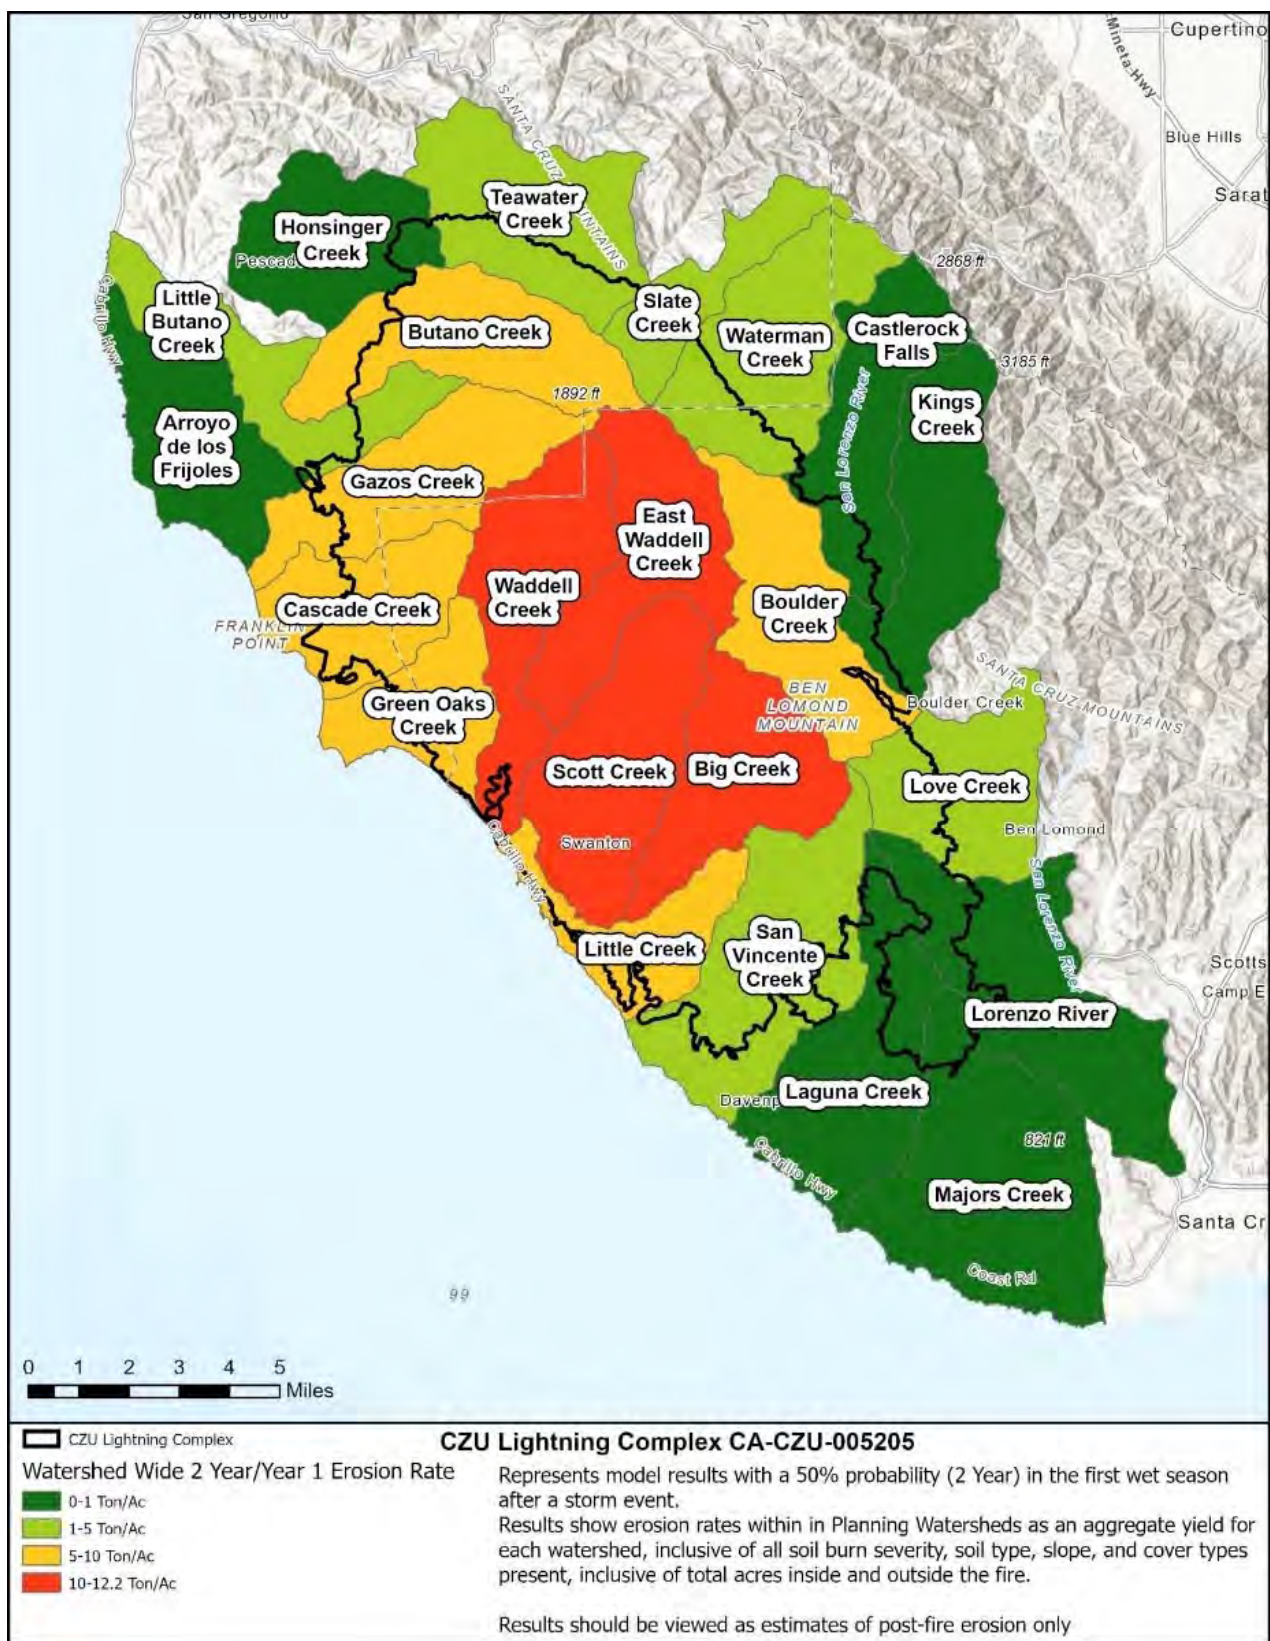 San Gregorio
Cupertino
Mineta Hwy
Blue Hills
Sarat
SANTA CRUZ MOUNTAINS
Teawater
Creek
Honsinger
Creek
Pescad
2868 ft
Cabrillo Hwy
Little
Butano
Creek
Butano Creek
Slate
Creek
Waterman
Creek
Castlerock
Falls
3185 ft
1892 ft
San Lorenzo River
Kings
Creek
Arroyo
de los
Frijoles
Gazos Creek
East
Waddell
Creek
Waddell
Creek
Cascade Creek
Boulder
Creek
FRANKLIN
POINT
SANTA CRUZ MOUNTAINS
BEN
LOMOND
MOUNTAIN
Boulder Creek
Green Oaks
Creek
Scott Creek
Big Creek
Love Creek
Ben Lomond
Cabrillo Hwy
Swanton
San Lorenzo River
Little Creek
San
Vincente
Creek
Scotts
Camp E
Lorenzo River
Laguna Creek
Davenp
821 ft
Cabrillo Hwy
Majors Creek
Santa Cr
Coast Rd
99
0 1 2 3 4 5
Miles
CZU Lightning Complex
Watershed Wide 2 Year/Year 1 Erosion Rate
0-1 Ton/Ac
1-5 Ton/Ac
5-10 Ton/Ac
10-12.2 Ton/Ac
CZU Lightning Complex CA-CZU-005205
Represents model results with a 50% probability (2 Year) in the first wet season
after a storm event.
Results show erosion rates within in Planning Watersheds as an aggregate yield for
each watershed, inclusive of all soil burn severity, soil type, slope, and cover types
present, inclusive of total acres inside and outside the fire.
Results should be viewed as estimates of post-fire erosion only